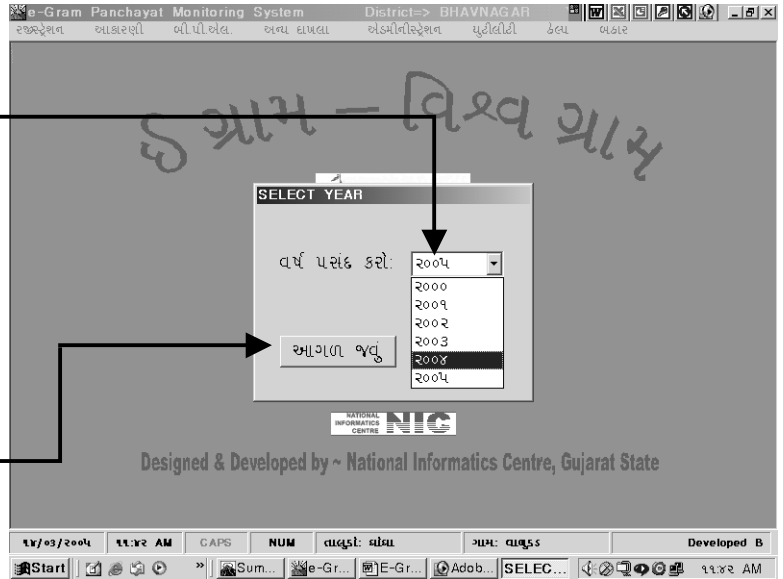 e-Gram Panchayat Monitoring System District=> BHAVNAGAR
રજીસ્ટ્રેશન આકારણી બી.પી.એલ. અન્ય દાખલા એડમીનીસ્ટ્રેશન યુટીલીટી હેલ્પ બહાર
ઇ ગ્રામ – વિશ્વ ગ્રામ
SELECT YEAR
વર્ષ પસંદ કરો: ૨૦૦૫
૨૦૦૦
૨૦૦૧
૨૦૦૨
૨૦૦૩
આગળ જવું
૨૦૦૪
૨૦૦૫
NATIONAL INFORMATICS CENTRE NIC
Designed & Developed by ~ National Informatics Centre, Gujarat State
૧૪/૦૩/૨૦૦૫ ૧૧:૪૨ AM CAPS NUM તાલુકો: ગામ: Developed B
Start » Sum... e-Gr... E-Gr... Adob... SELEC... ૧૧:૪૨ AM